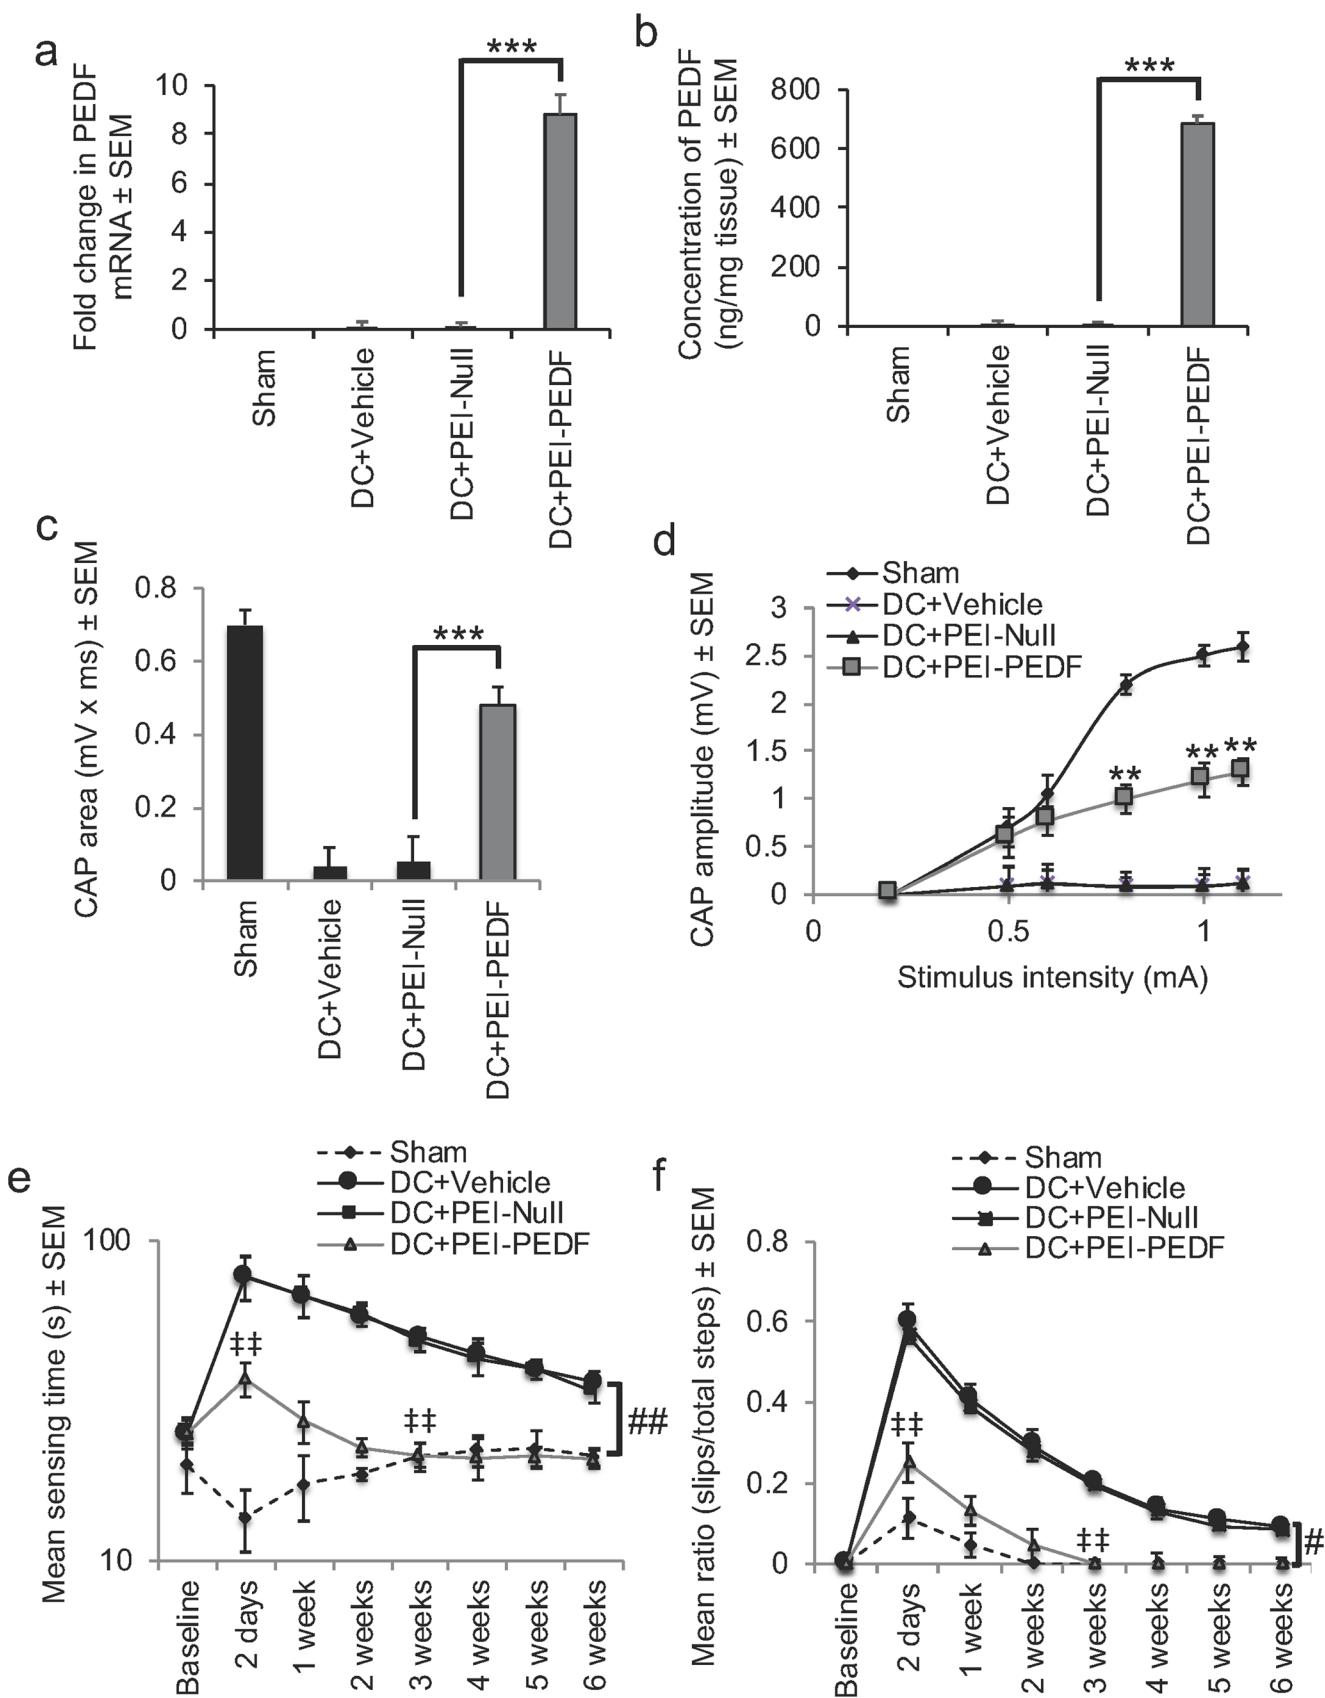 a
Fold change in PEDF
mRNA ± SEM
10
8
6
4
2
0
***
Sham
DC+Vehicle
DC+PEI-Null
DC+PEI-PEDF
b
Concentration of PEDF
(ng/mg tissue) ± SEM
800
600
400
200
0
***
Sham
DC+Vehicle
DC+PEI-Null
DC+PEI-PEDF
c
CAP area (mV x ms) ± SEM
0.8
0.6
0.4
0.2
0
***
Sham
DC+Vehicle
DC+PEI-Null
DC+PEI-PEDF
d
CAP amplitude (mV) ± SEM
Sham
DC+Vehicle
DC+PEI-Null
DC+PEI-PEDF
3
2.5
2
1.5
1
0.5
0
** ** **
0 0.5 1
Stimulus intensity (mA)
e
Mean sensing time (s) ± SEM
Sham
DC+Vehicle
DC+PEI-Null
DC+PEI-PEDF
100
10
‡‡
‡‡
##
Baseline
2 days
1 week
2 weeks
3 weeks
4 weeks
5 weeks
6 weeks
f
Mean ratio (slips/total steps) ± SEM
Sham
DC+Vehicle
DC+PEI-Null
DC+PEI-PEDF
0.8
0.6
0.4
0.2
0
‡‡
‡‡
#
Baseline
2 days
1 week
2 weeks
3 weeks
4 weeks
5 weeks
6 weeks